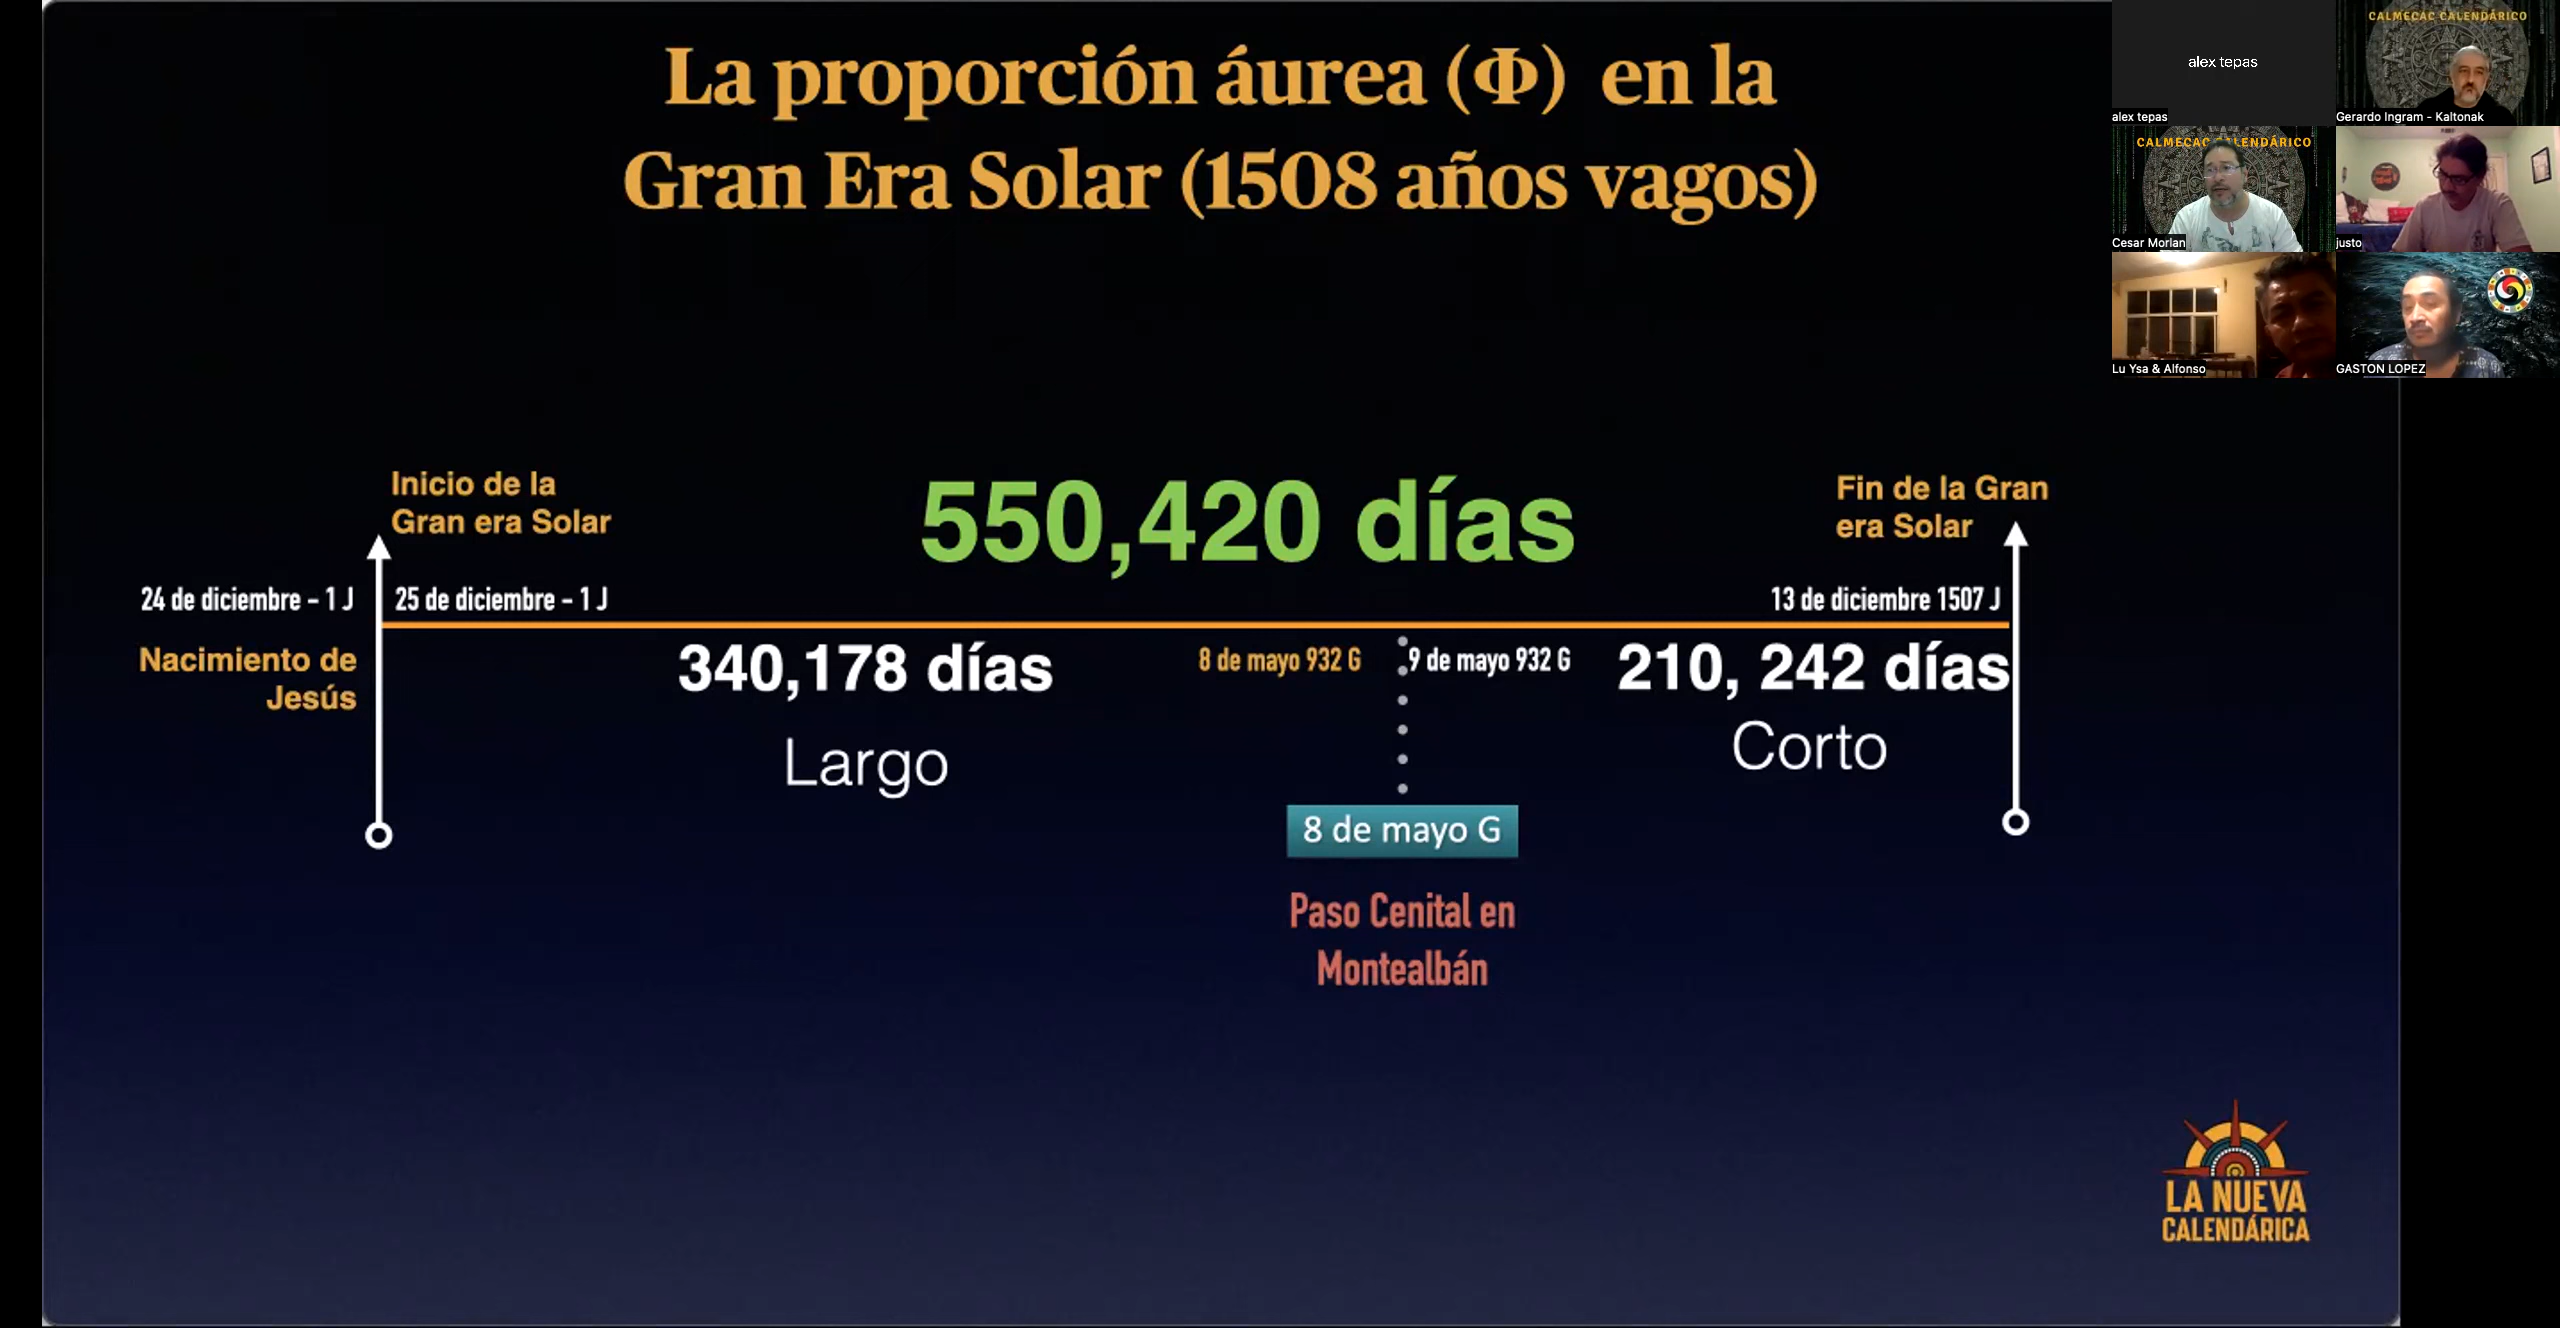 La proporción áurea (Φ) en la
Gran Era Solar (1508 años vagos)
Inicio de la
Gran era Solar
550,420 días
Fin de la Gran
era Solar
24 de diciembre – 1 J
25 de diciembre – 1 J
13 de diciembre 1507 J
Nacimiento de
Jesús
340,178 días
8 de mayo 932 G
9 de mayo 932 G
210, 242 días
Largo
Corto
8 de mayo G
Paso Cenital en
Montealbán
LA NUEVA
CALENDÁRICA
alex tepas
alex tepas
CALMECAC CALENDÁRICO
Gerardo Ingram - Kaltonak
CALMECAC CALENDÁRICO
Cesar Morlan
justo
Lu Ysa & Alfonso
GASTON LOPEZ